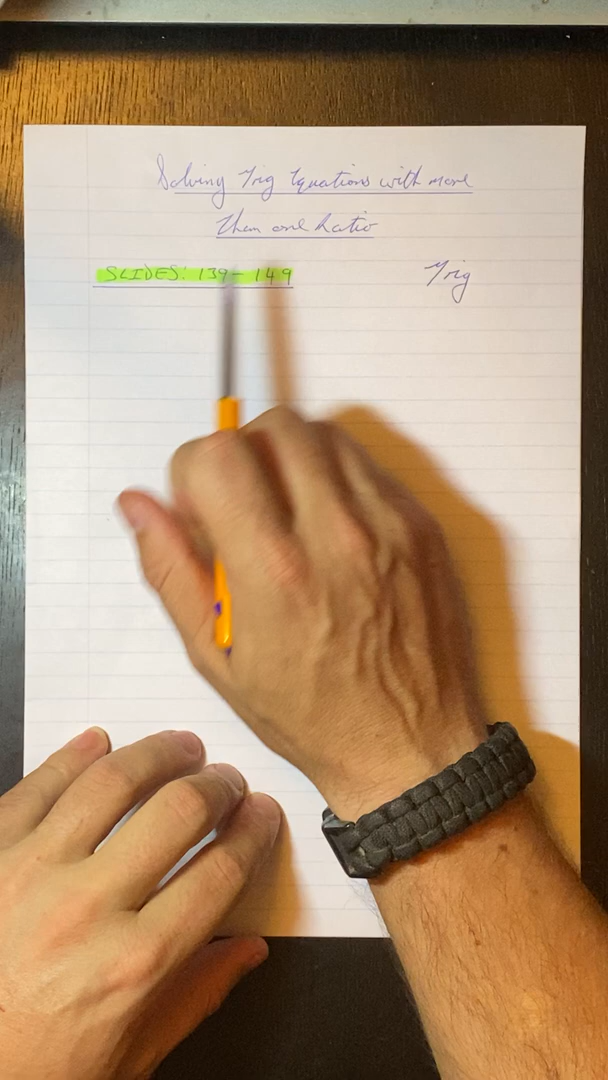 Solving Trig Equations with more
than one Ratio
SLIDES: 139 - 149
Trig